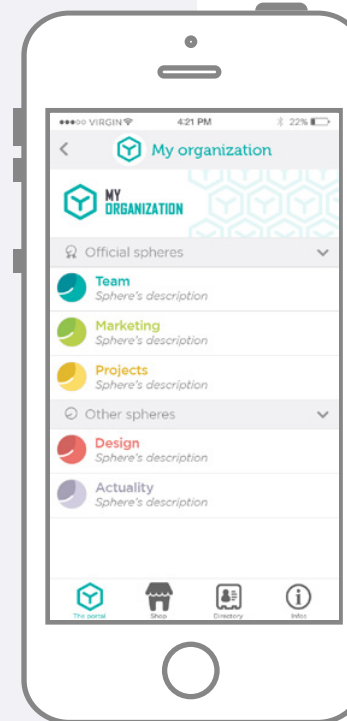 VIRGIN 4:21 PM 22%
My organization
MY
ORGANIZATION
Official spheres
Team
Sphere's description
Marketing
Sphere's description
Projects
Sphere's description
Other spheres
Design
Sphere's description
Actuality
Sphere's description
The portal Shop Directory Infos